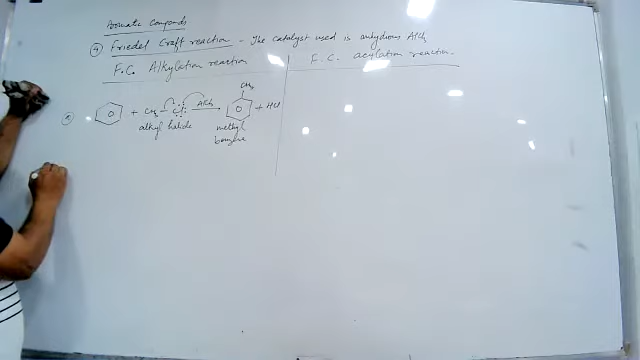 Aromatic Compounds
4) Friedel Craft reaction - The catalyst used is anhydrous AlCl3
F.C. Alkylation reaction
F.C. acylation reaction.
+ CH3 - Cl AlCl3 CH3 + HCl
alkyl halide methyl
benzene